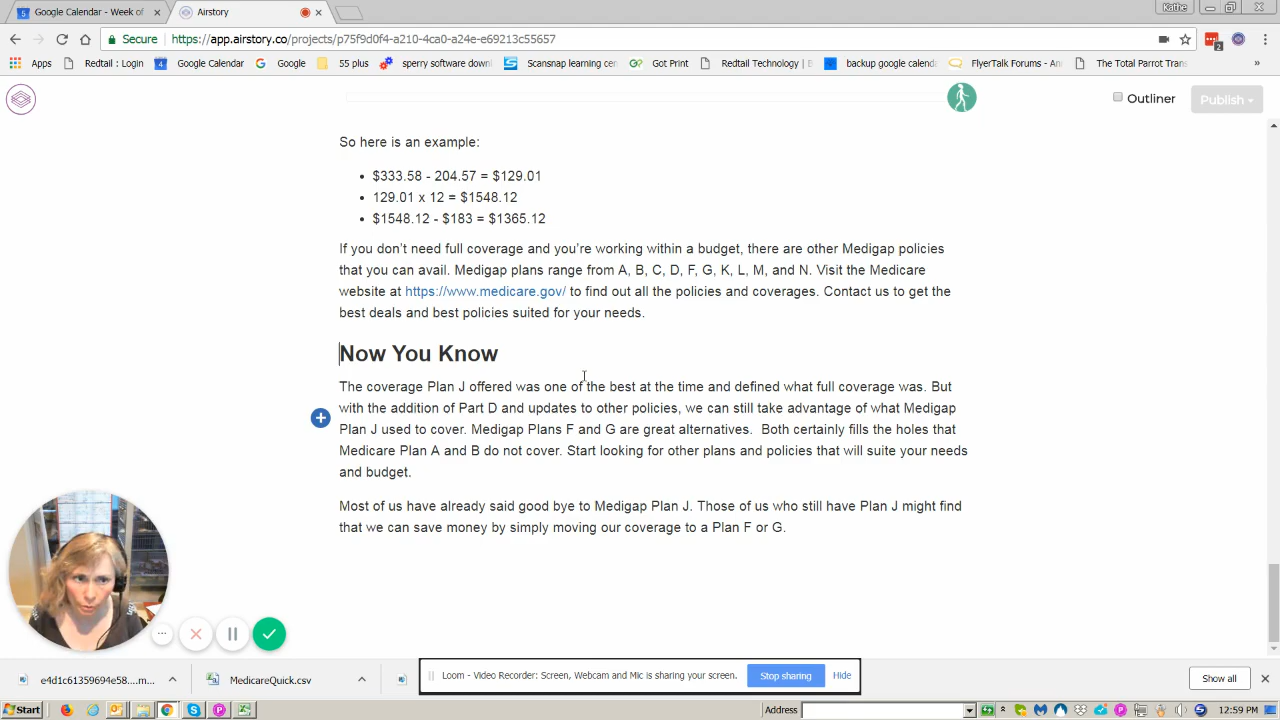 5 Google Calendar - Week of
Airstory
Kathe
Secure https://app.airstory.co/projects/p75f9d0f4-a210-4ca0-a24e-e69213c55657
2
Apps
Redtail : Login
4 Google Calendar
G Google
55 plus
sperry software down
S Scansnap learning cen
GP Got Print
Redtail Technology | B
backup google calend
FlyerTalk Forums - An
The Total Parrot Trans
»
Outliner
Publish
So here is an example:
• $333.58 - 204.57 = $129.01
• 129.01 x 12 = $1548.12
• $1548.12 - $183 = $1365.12
If you don't need full coverage and you're working within a budget, there are other Medigap policies
that you can avail. Medigap plans range from A, B, C, D, F, G, K, L, M, and N. Visit the Medicare
website at https://www.medicare.gov/ to find out all the policies and coverages. Contact us to get the
best deals and best policies suited for your needs.
Now You Know
The coverage Plan J offered was one of the best at the time and defined what full coverage was. But
with the addition of Part D and updates to other policies, we can still take advantage of what Medigap
Plan J used to cover. Medigap Plans F and G are great alternatives.  Both certainly fills the holes that
Medicare Plan A and B do not cover. Start looking for other plans and policies that will suite your needs
and budget.
Most of us have already said good bye to Medigap Plan J. Those of us who still have Plan J might find
that we can save money by simply moving our coverage to a Plan F or G.
e4d1c61359694e58....m...
MedicareQuick.csv
Loom - Video Recorder: Screen, Webcam and Mic is sharing your screen.
Stop sharing
Hide
Show all
Start
Address
12:59 PM